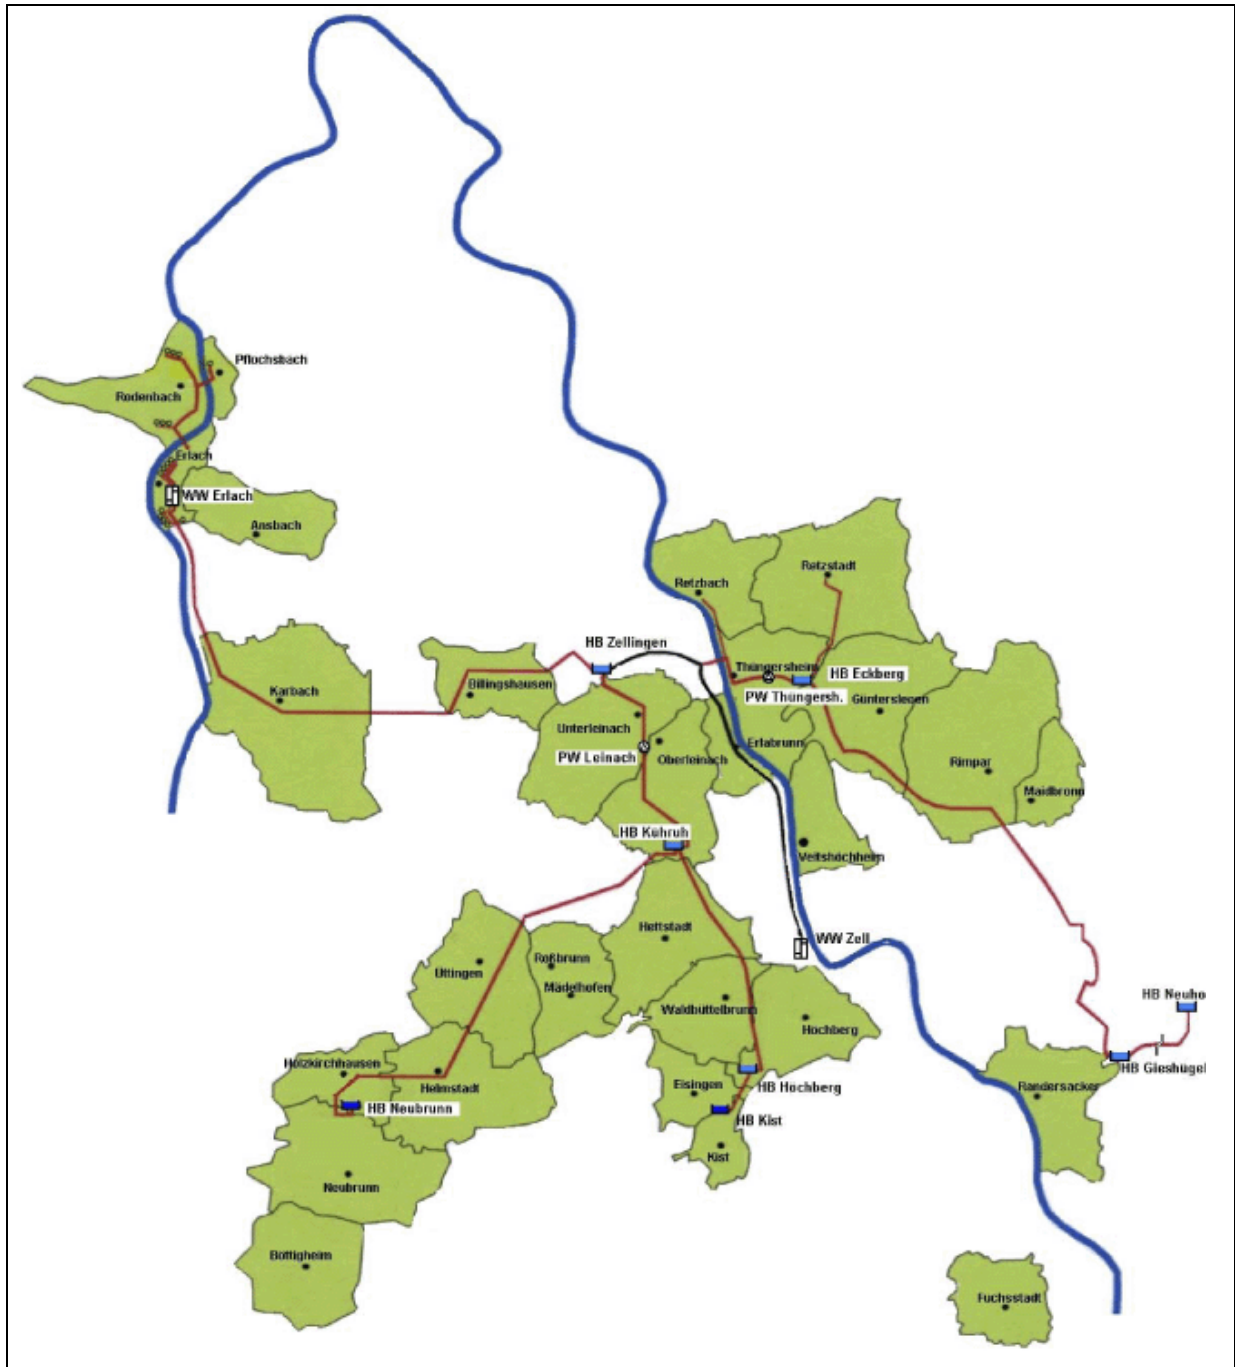 Pflochsbach
Rodenbach
Erlach
WW Erlach
Ansbach
Retzstadt
Retzbach
HB Zellingen
Thüngersheim
HB Eckberg
Billingshausen
Karbach
PW Thüngersh.
Güntersleben
Unterleinach
Erlabrunn
PW Leinach
Oberleinach
Rimpar
Maidbronn
HB Kühruh
Veitshöchheim
Hettstadt
WW Zell
Roßbrunn
Üttingen
Mädelhofen
HB Neuho
Waldbüttelbrunn
Höchberg
Holzkirchhausen
HB Gieshügel
Helmstadt
Eisingen
HB Höchberg
Randersacker
HB Neubrunn
HB Kist
Kist
Neubrunn
Böttigheim
Fuchsstadt